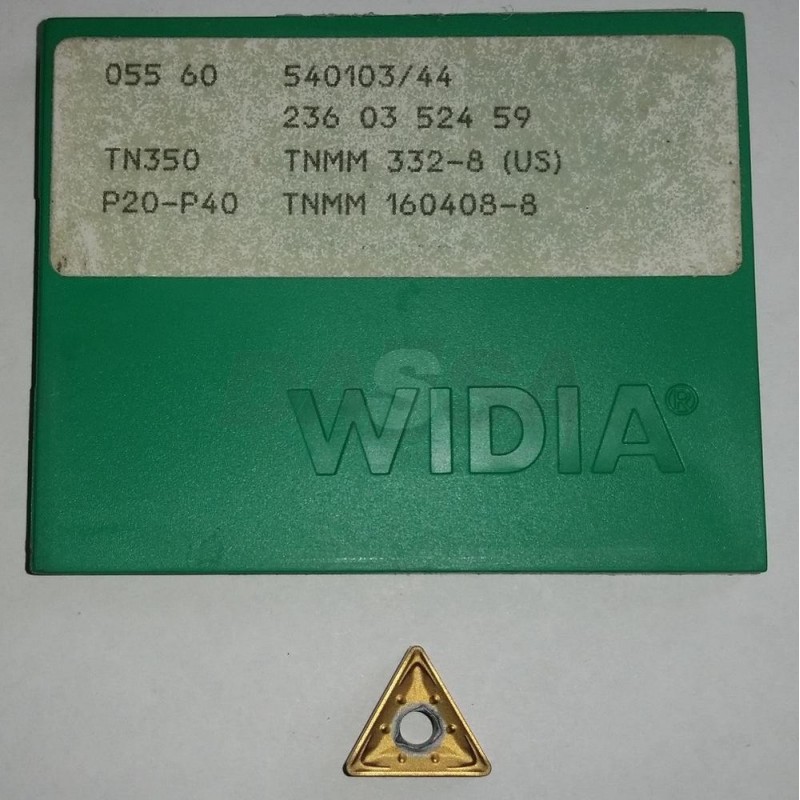 055 60 540103/44
236 03 524 59
TN350 TNMM 332-8 (US)
P20-P40 TNMM 160408-8
WIDIA®